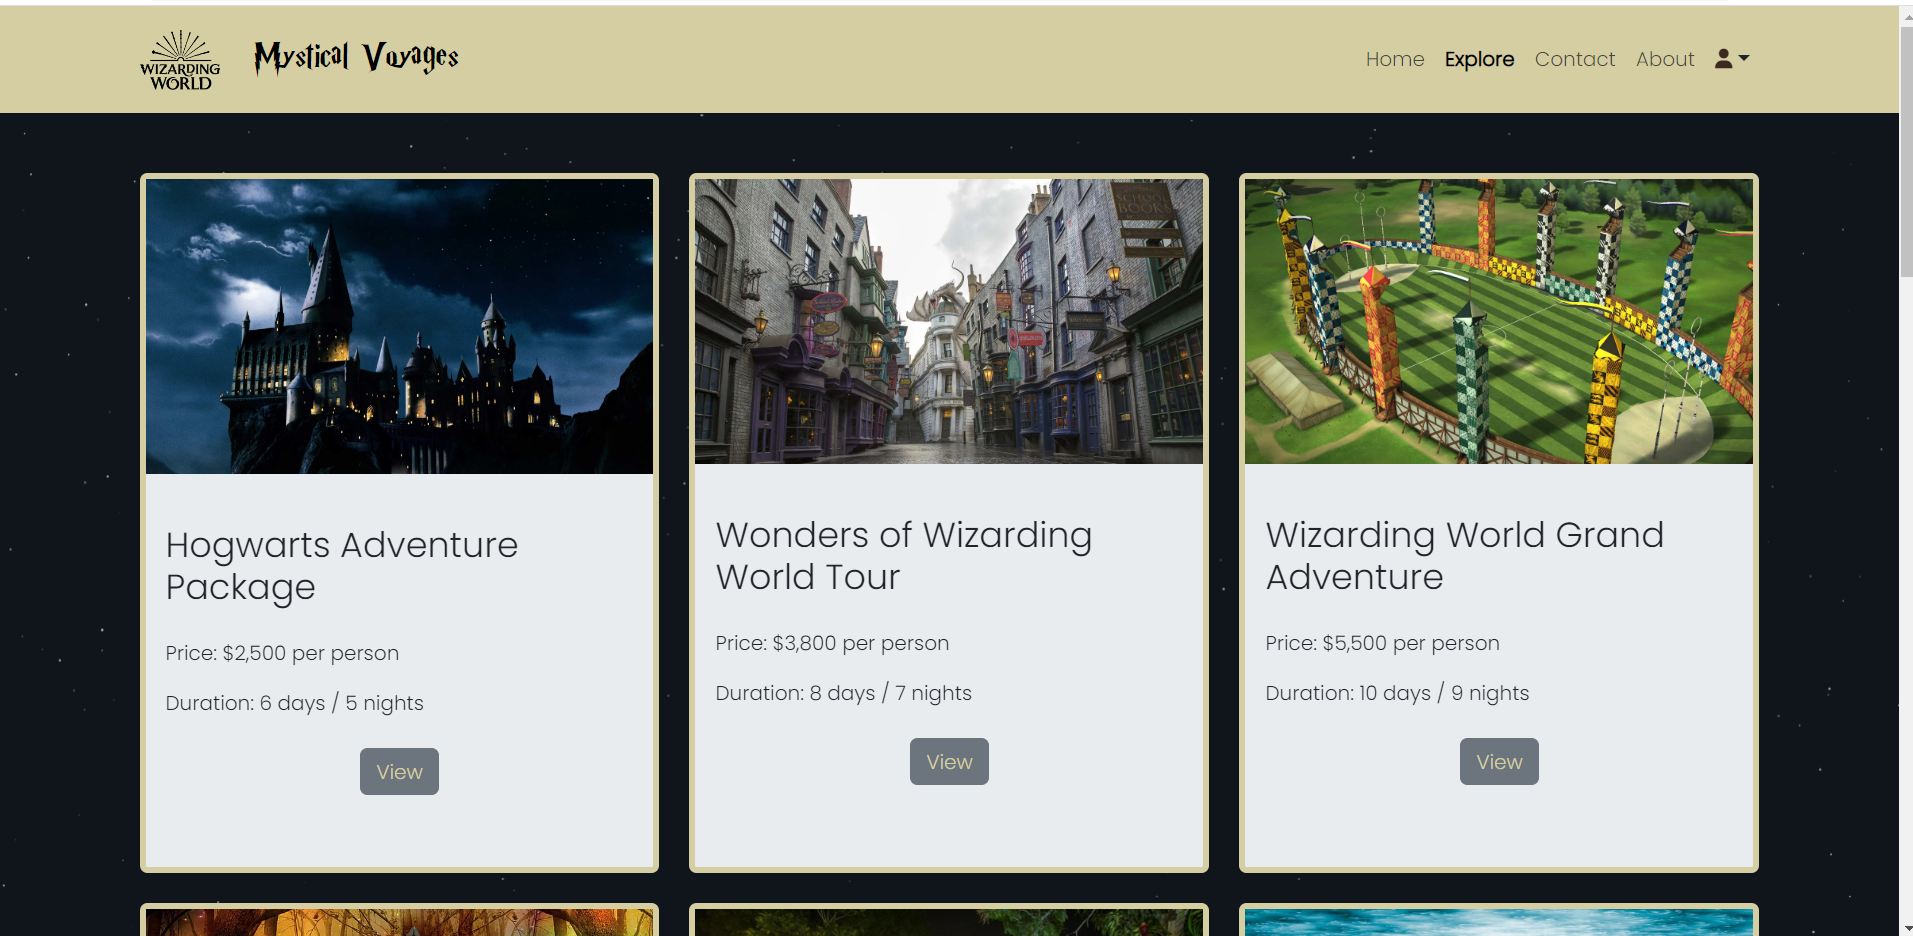 WIZARDING
WORLD
Mystical Voyages
Home Explore Contact About
SCHOOL
BOOKS
Hogwarts Adventure
Package
Price: $2,500 per person
Duration: 6 days / 5 nights
View
Wonders of Wizarding
World Tour
Price: $3,800 per person
Duration: 8 days / 7 nights
View
Wizarding World Grand
Adventure
Price: $5,500 per person
Duration: 10 days / 9 nights
View